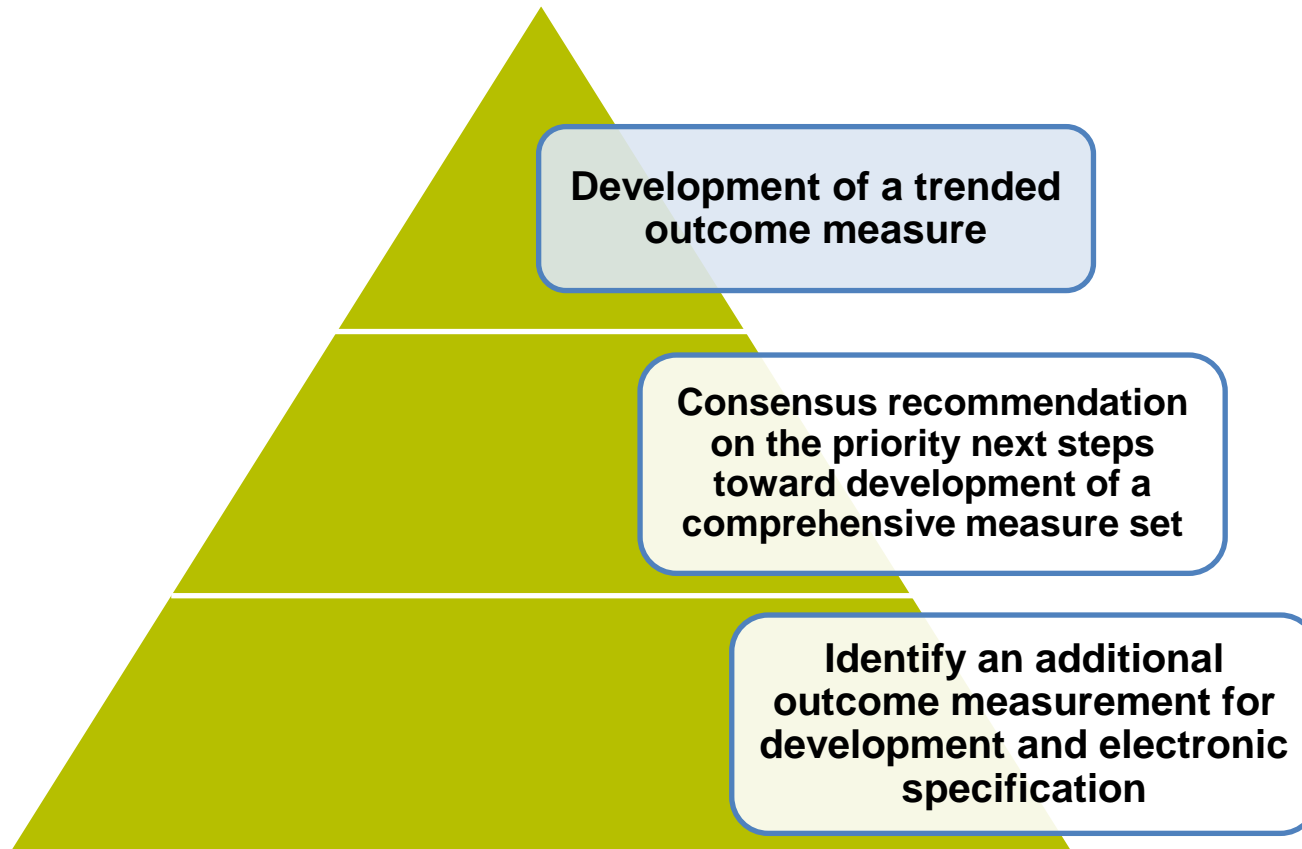 Development of a trended
outcome measure
Consensus recommendation
on the priority next steps
toward development of a
comprehensive measure set
Identify an additional
outcome measurement for
development and electronic
specification